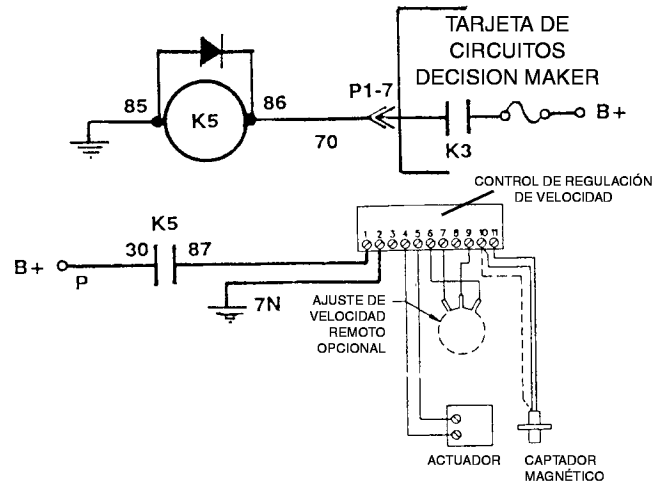 TARJETA DE
CIRCUITOS
DECISION MAKER
85
86
K5
P1-7
70
K3
B+
CONTROL DE REGULACIÓN
DE VELOCIDAD
K5
30
87
B+
P
1 2 3 4 5 6 7 8 9 10 11
7N
AJUSTE DE
VELOCIDAD
REMOTO
OPCIONAL
ACTUADOR
CAPTADOR
MAGNÉTICO